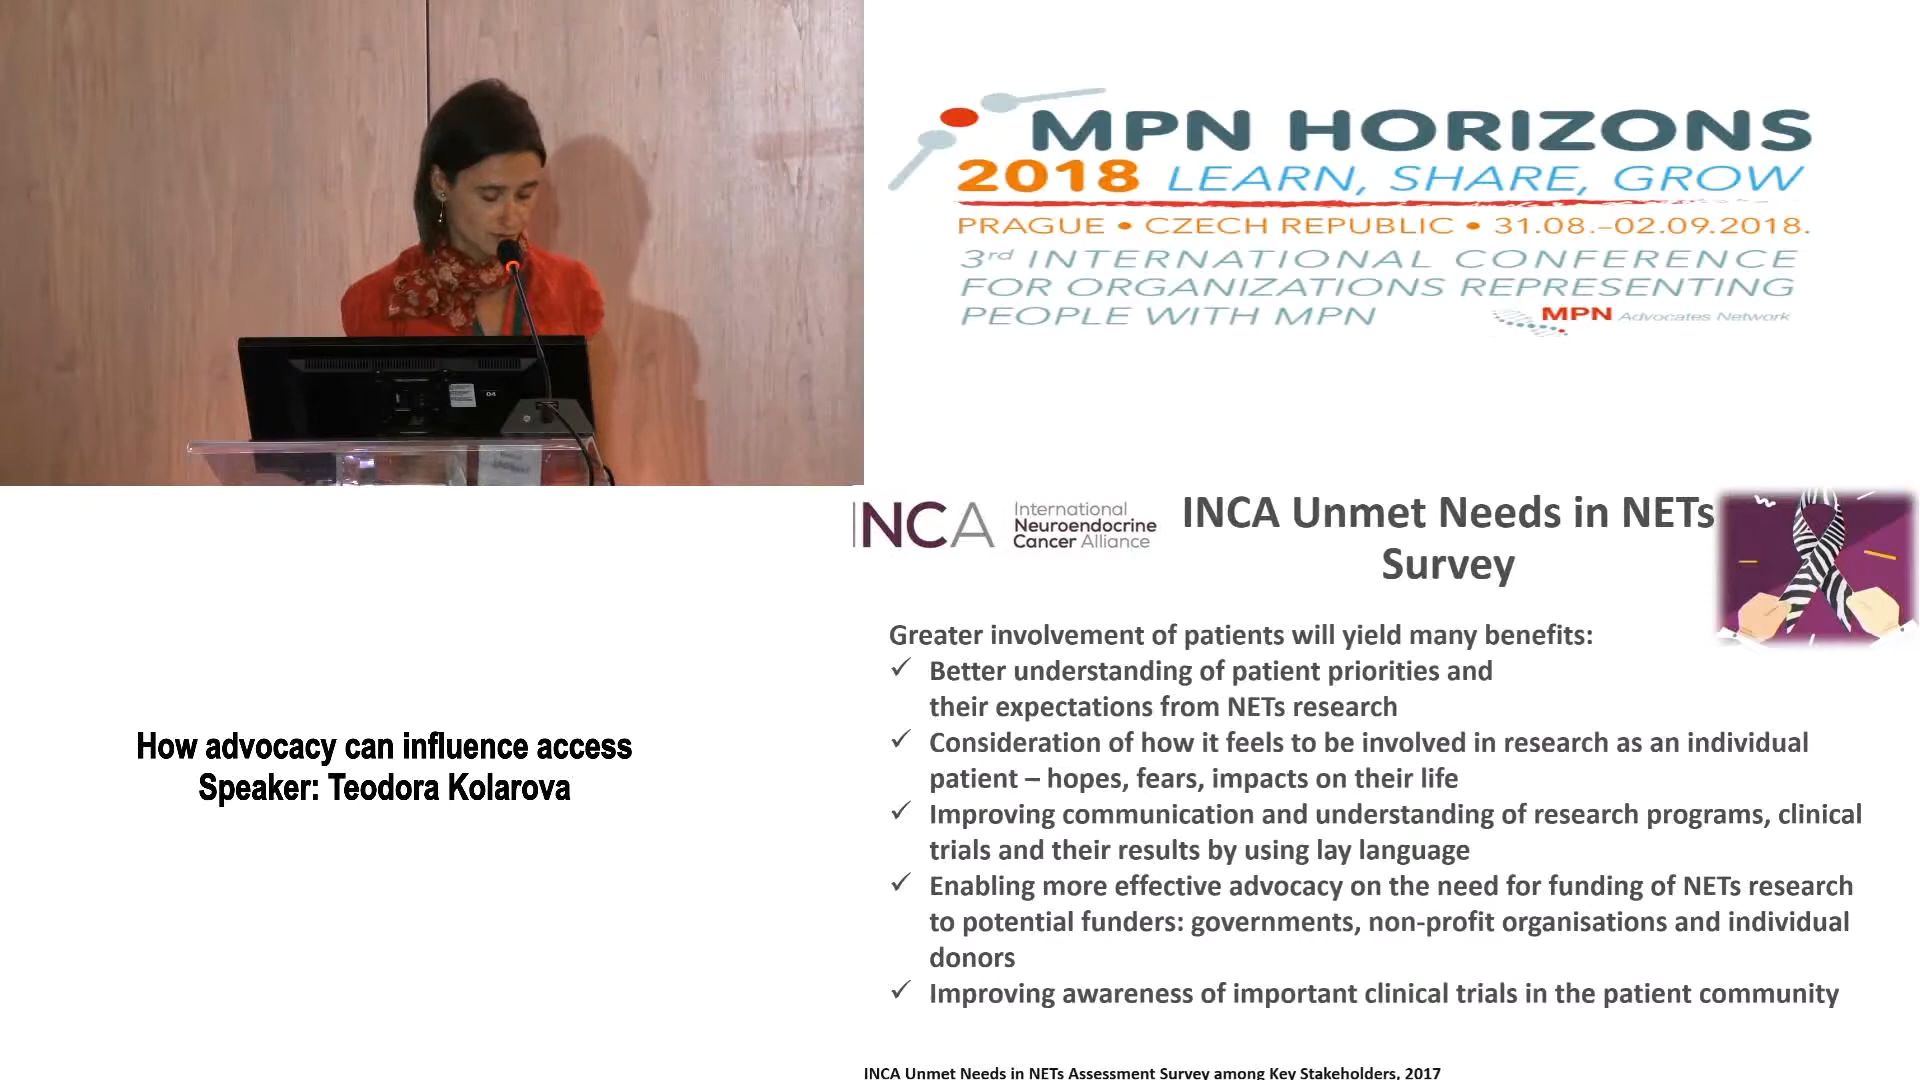 MPN HORIZONS
2018 LEARN, SHARE, GROW
PRAGUE • CZECH REPUBLIC • 31.08.–02.09.2018.
3rd INTERNATIONAL CONFERENCE
FOR ORGANIZATIONS REPRESENTING
PEOPLE WITH MPN
MPN Advocates Network
04
How advocacy can influence access
Speaker: Teodora Kolarova
INCA
International
Neuroendocrine
Cancer Alliance
INCA Unmet Needs in NETs
Survey
Greater involvement of patients will yield many benefits:
✓ Better understanding of patient priorities and
their expectations from NETs research
✓ Consideration of how it feels to be involved in research as an individual
patient – hopes, fears, impacts on their life
✓ Improving communication and understanding of research programs, clinical
trials and their results by using lay language
✓ Enabling more effective advocacy on the need for funding of NETs research
to potential funders: governments, non-profit organisations and individual
donors
✓ Improving awareness of important clinical trials in the patient community
INCA Unmet Needs in NETs Assessment Survey among Key Stakeholders, 2017